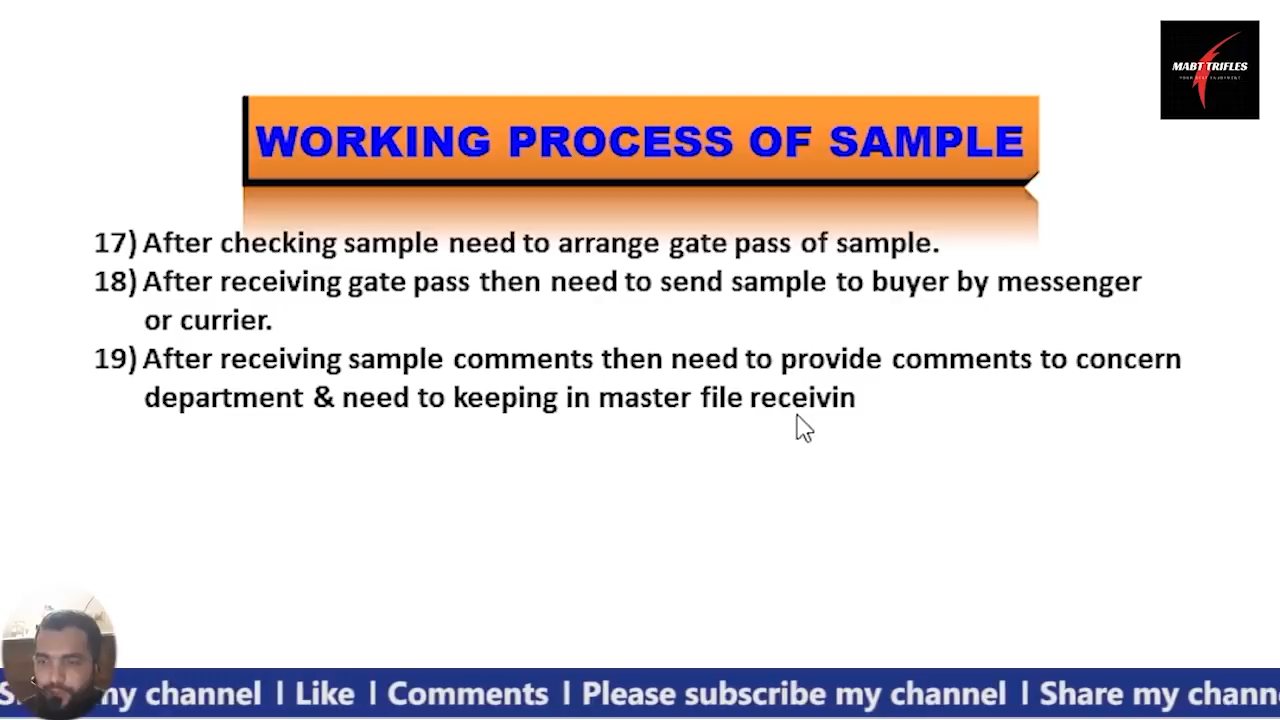 MABT TRIFLES
WORKING PROCESS OF SAMPLE
17) After checking sample need to arrange gate pass of sample.
18) After receiving gate pass then need to send sample to buyer by messenger
or currier.
19) After receiving sample comments then need to provide comments to concern
department & need to keeping in master file receivin
my channel l Like l Comments l Please subscribe my channel l Share my chann